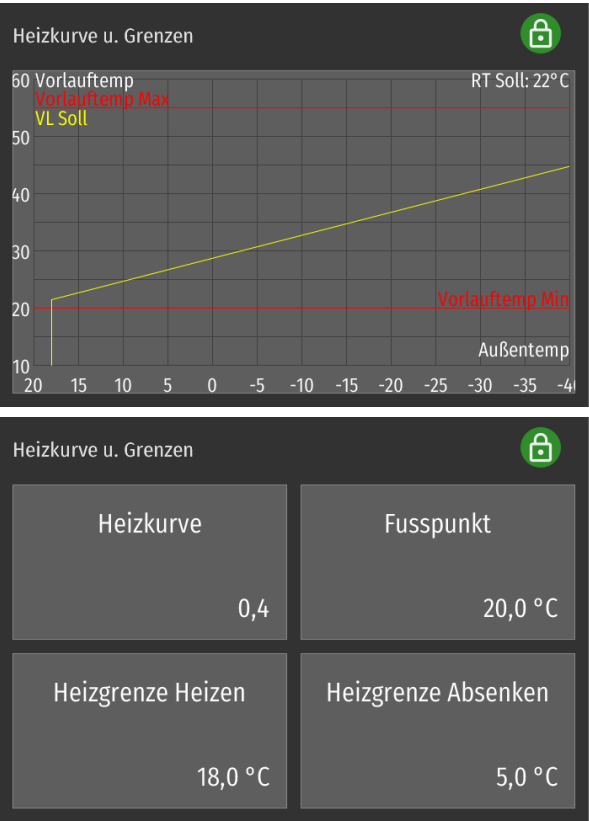 Heizkurve u. Grenzen
60 Vorlauftemp RT Soll: 22°C
Vorlauftemp Max
VL Soll
50
40
30
Vorlauftemp Min
20
Außentemp
10
20 15 10 5 0 -5 -10 -15 -20 -25 -30 -35 -4
Heizkurve u. Grenzen
Heizkurve Fusspunkt
0,4 20,0 °C
Heizgrenze Heizen Heizgrenze Absenken
18,0 °C 5,0 °C